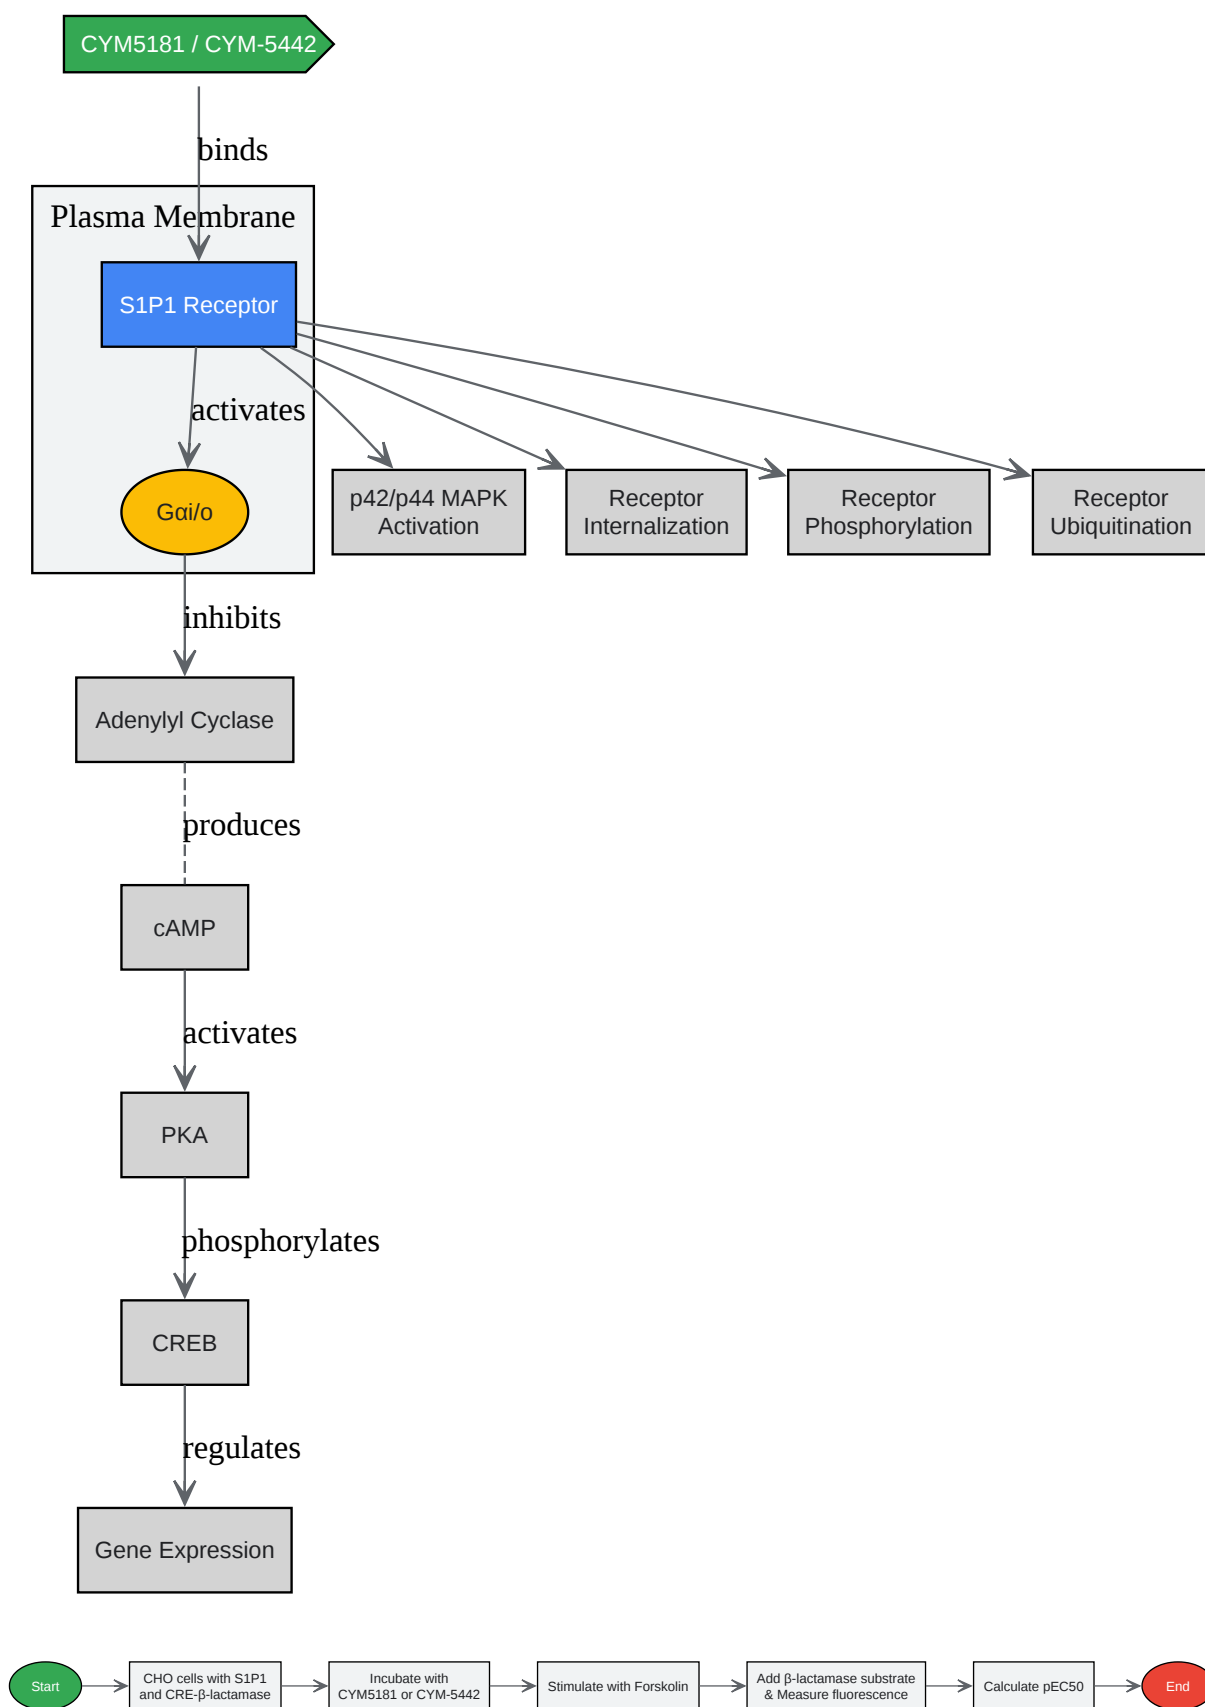 CYM5181 / CYM-5442
binds
Plasma Membrane
S1P1 Receptor
activates
Gαi/o
p42/p44 MAPK
Activation
Receptor
Internalization
Receptor
Phosphorylation
Receptor
Ubiquitination
inhibits
Adenylyl Cyclase
produces
cAMP
activates
PKA
phosphorylates
CREB
regulates
Gene Expression
Start
CHO cells with S1P1
and CRE-β-lactamase
Incubate with
CYM5181 or CYM-5442
Stimulate with Forskolin
Add β-lactamase substrate
& Measure fluorescence
Calculate pEC50
End